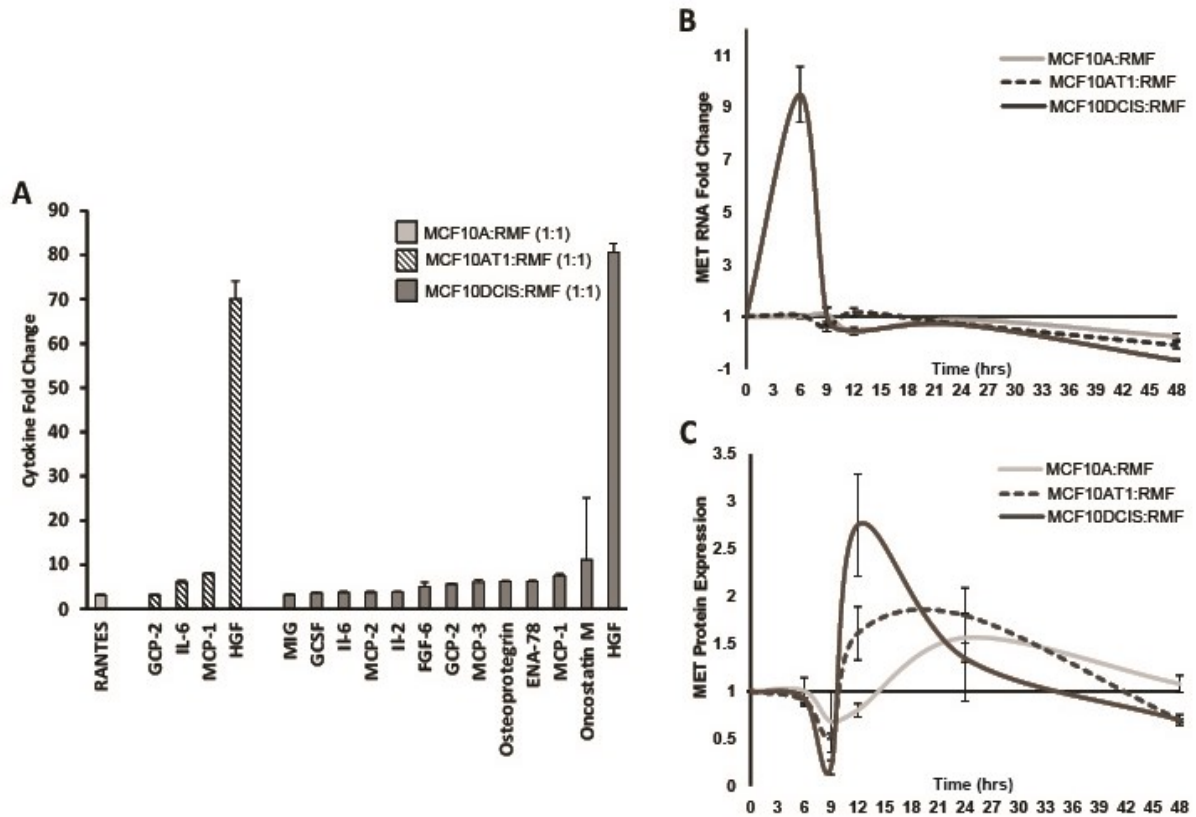 A
Cytokine Fold Change
90
80
70
60
50
40
30
20
10
0
MCF10A:RMF (1:1)
MCF10AT1:RMF (1:1)
MCF10DCIS:RMF (1:1)
RANTES
GCP-2
IL-6
MCP-1
HGF
MIG
GCSF
Il-6
MCP-2
Il-2
FGF-6
GCP-2
MCP-3
Osteoprotegrin
ENA-78
MCP-1
Oncostatin M
HGF
B
MET RNA Fold Change
11
9
7
5
3
1
-1
MCF10A:RMF
MCF10AT1:RMF
MCF10DCIS:RMF
Time (hrs)
0 3 6 9 12 15 18 21 24 27 30 33 36 39 42 45 48
C
MET Protein Expression
3.5
3
2.5
2
1.5
1
0.5
0
MCF10A:RMF
MCF10AT1:RMF
MCF10DCIS:RMF
Time (hrs)
0 3 6 9 12 15 18 21 24 27 30 33 36 39 42 45 48